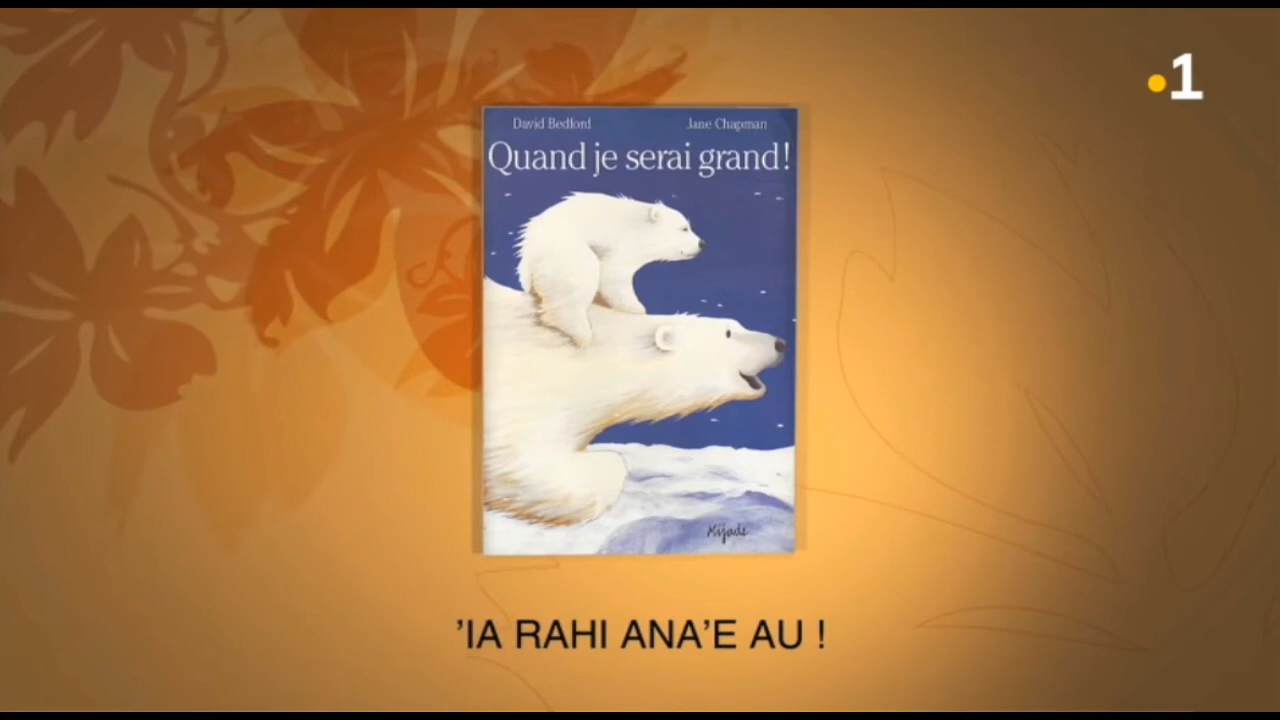 1
David Bedford Jane Chapman
Quand je serai grand!
Mijade
’IA RAHI ANA’E AU !